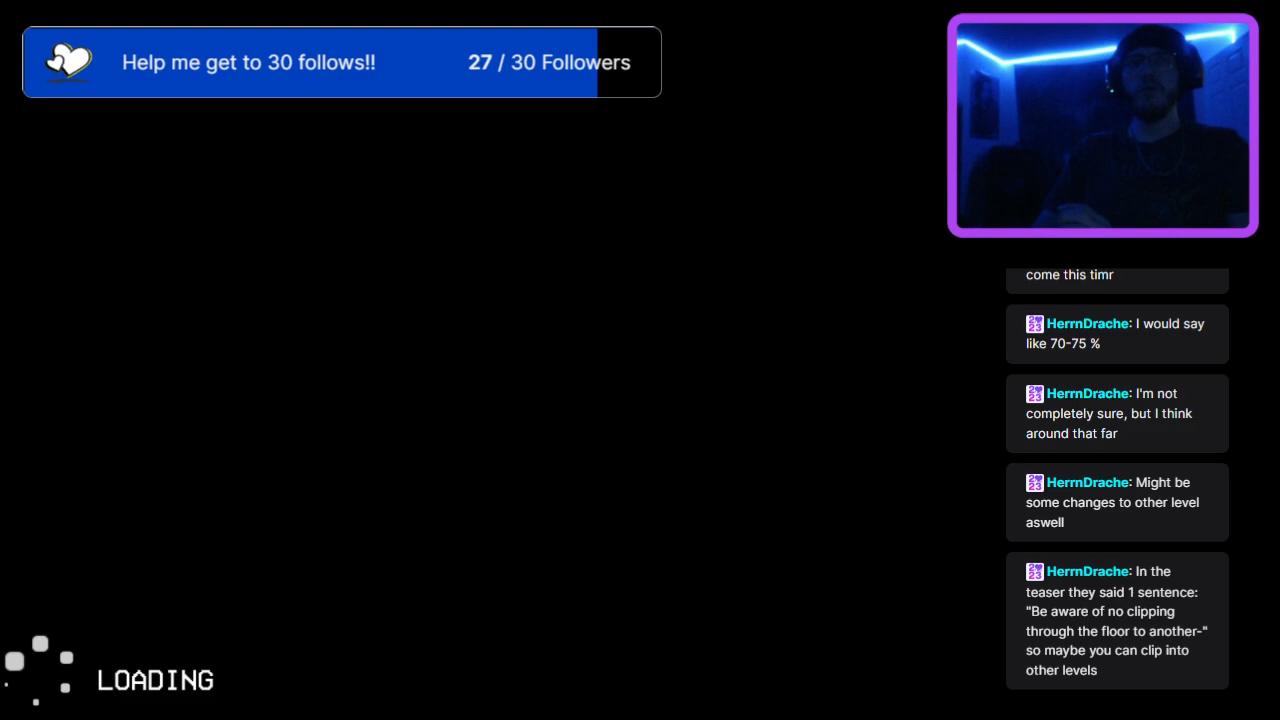 Help me get to 30 follows!!
27 / 30 Followers
come this timr
HerrnDrache: I would say
like 70-75 %
HerrnDrache: I'm not
completely sure, but I think
around that far
HerrnDrache: Might be
some changes to other level
aswell
HerrnDrache: In the
teaser they said 1 sentence:
"Be aware of no clipping
through the floor to another-"
so maybe you can clip into
other levels
LOADING